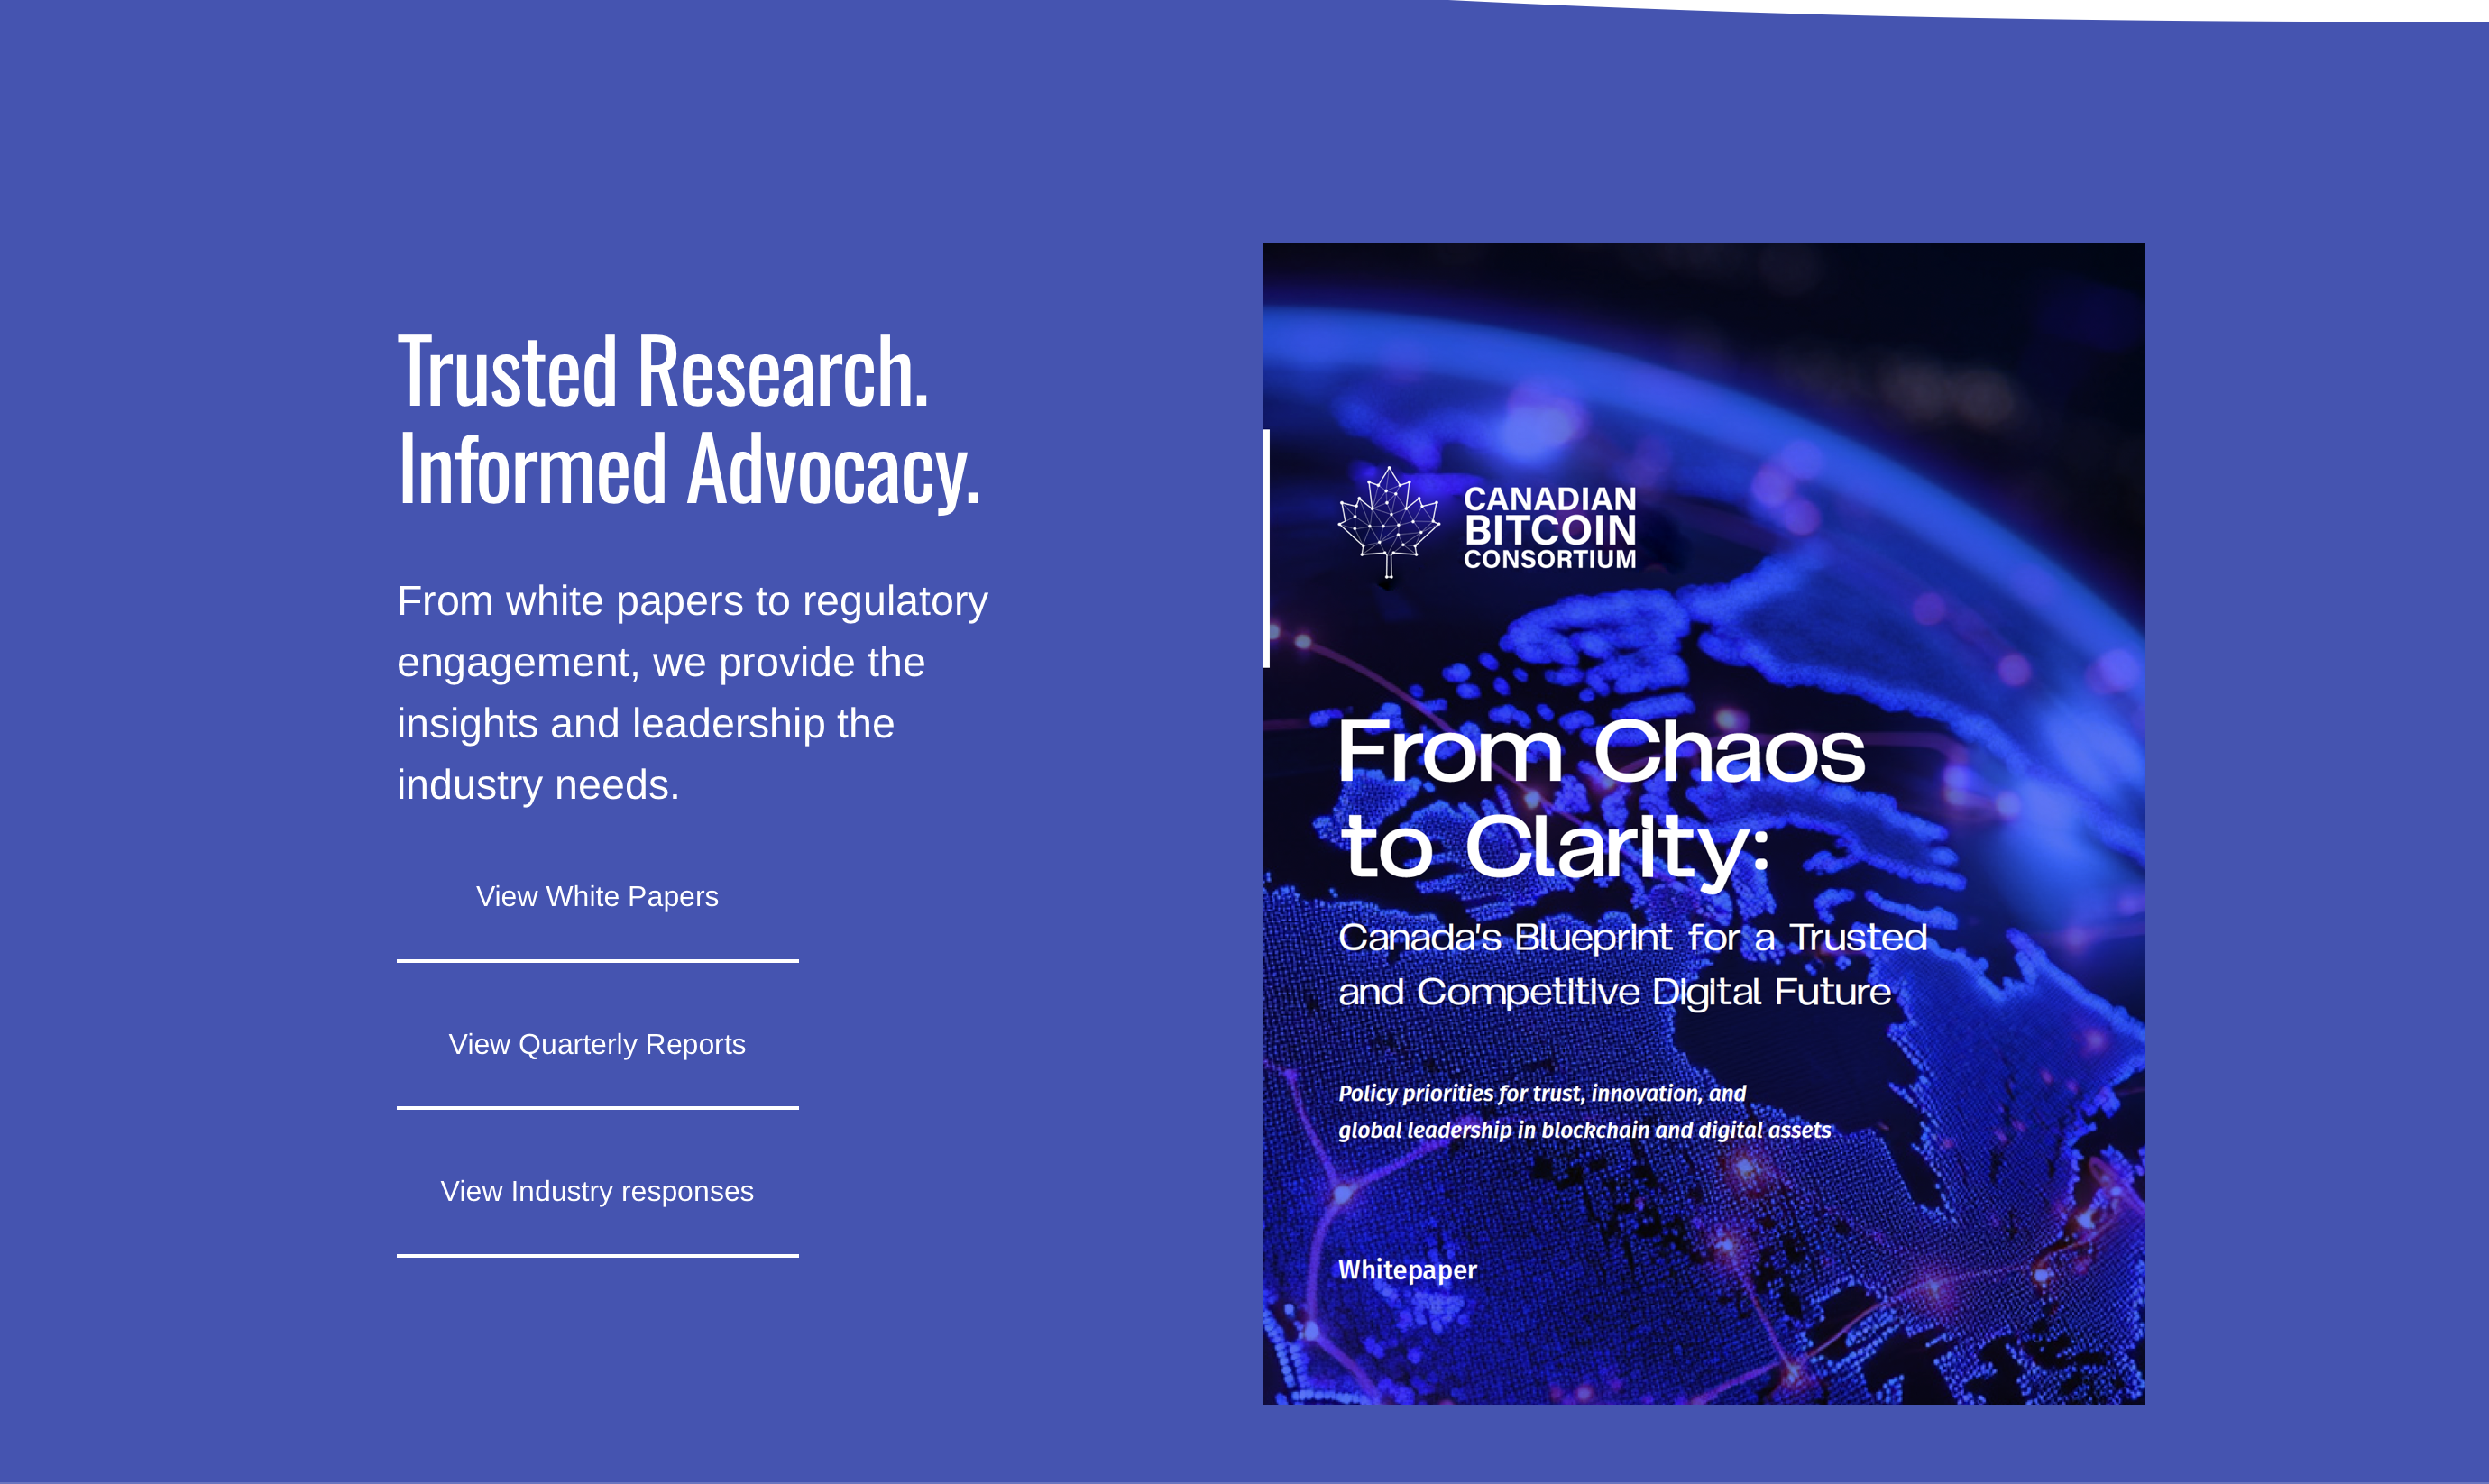 Trusted Research.
Informed Advocacy.
From white papers to regulatory
engagement, we provide the
insights and leadership the
industry needs.
View White Papers
View Quarterly Reports
View Industry responses
CANADIAN
BITCOIN
CONSORTIUM
From Chaos
to Clarity:
Canada's Blueprint for a Trusted
and Competitive Digital Future
Policy priorities for trust, innovation, and
global leadership in blockchain and digital assets
Whitepaper